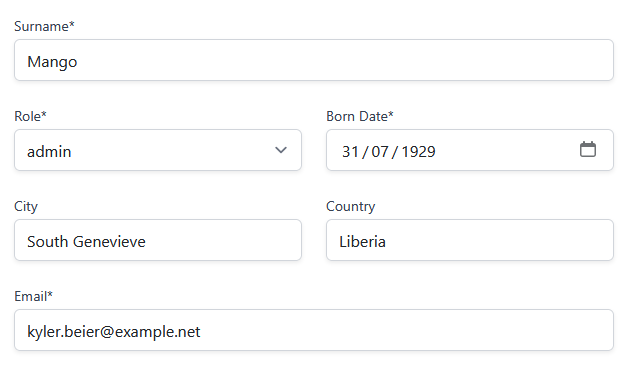 Surname*
Mango
Role* Born Date*
admin 31/07/1929
City Country
South Genevieve Liberia
Email*
kyler.beier@example.net